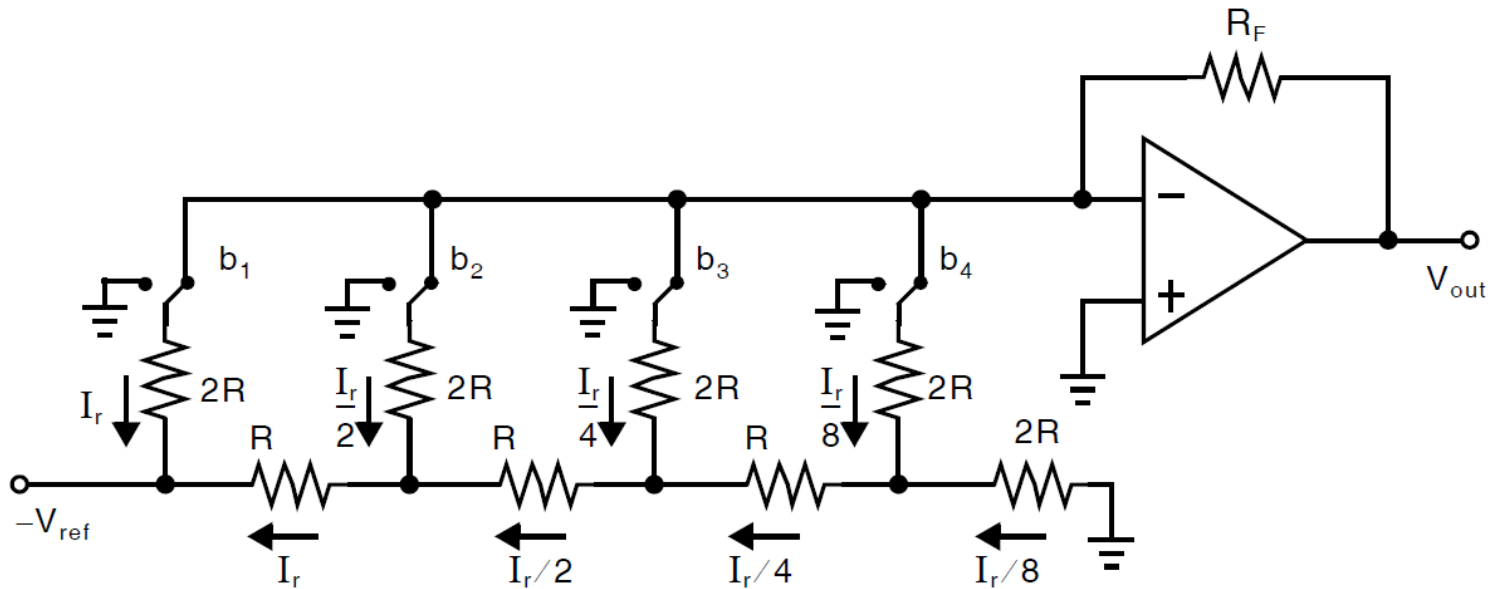 R_F
−
+
V_out
b_1
b_2
b_3
b_4
I_r
2R
I_r/2
2R
I_r/4
2R
I_r/8
2R
R
R
R
2R
−V_ref
I_r
I_r/2
I_r/4
I_r/8